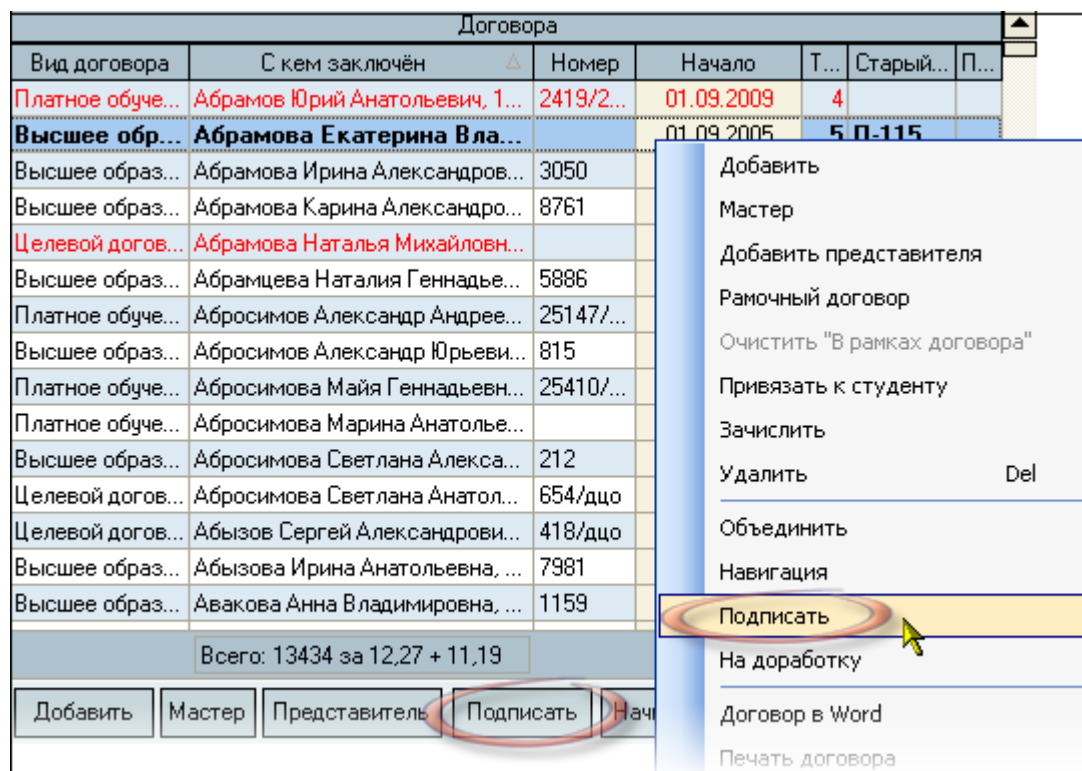 Договора
Вид договора С кем заключён Номер Начало Т... Старый... П...
Платное обуче... Абрамов Юрий Анатольевич, 1... 2419/2... 01.09.2009 4
Высшее обр... Абрамова Екатерина Вла... 01.09.2005 5 П-115
Высшее образ... Абрамова Ирина Александров... 3050
Высшее образ... Абрамова Карина Александро... 8761
Целевой догов... Абрамова Наталья Михайловн...
Высшее образ... Абрамцева Наталия Геннадье... 5886
Платное обуче... Абросимов Александр Андрее... 25147/...
Высшее образ... Абросимов Александр Юрьеви... 815
Платное обуче... Абросимова Майя Геннадьевн... 25410/...
Платное обуче... Абросимова Марина Анатолье...
Высшее образ... Абросимова Светлана Алекса... 212
Целевой догов... Абросимова Светлана Анатол... 654/дцо
Целевой догов... Абызов Сергей Александрови... 418/дцо
Высшее образ... Абызова Ирина Анатольевна, ... 7981
Высшее образ... Авакова Анна Владимировна, ... 1159
Всего: 13434 за 12,27 + 11,19
Добавить Мастер Представитель Подписать
Добавить
Мастер
Добавить представителя
Рамочный договор
Очистить "В рамках договора"
Привязать к студенту
Зачислить
Удалить Del
Объединить
Навигация
Подписать
На доработку
Договор в Word
Печать договора